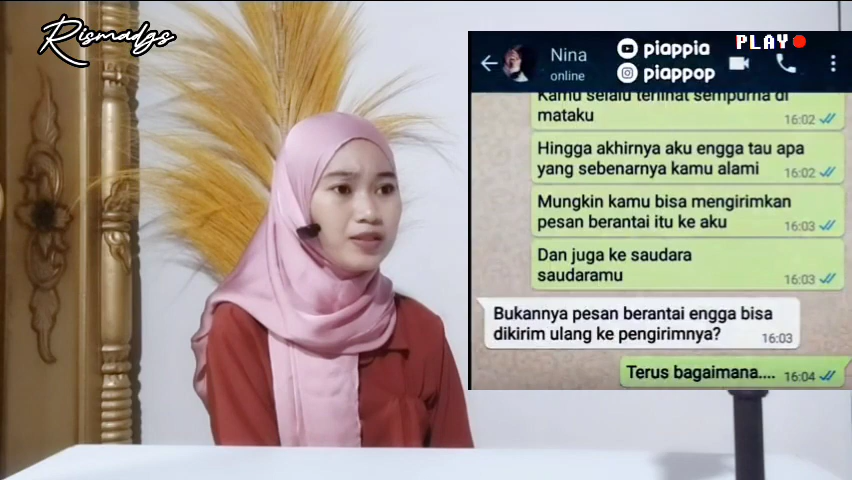 Rismadgs
Nina
online
piappia
piappop
PLAY
Kamu selalu terlihat sempurna di
mataku
16:02
Hingga akhirnya aku engga tau apa
yang sebenarnya kamu alami
16:02
Mungkin kamu bisa mengirimkan
pesan berantai itu ke aku
16:03
Dan juga ke saudara
saudaramu
16:03
Bukannya pesan berantai engga bisa
dikirim ulang ke pengirimnya?
16:03
Terus bagaimana....
16:04